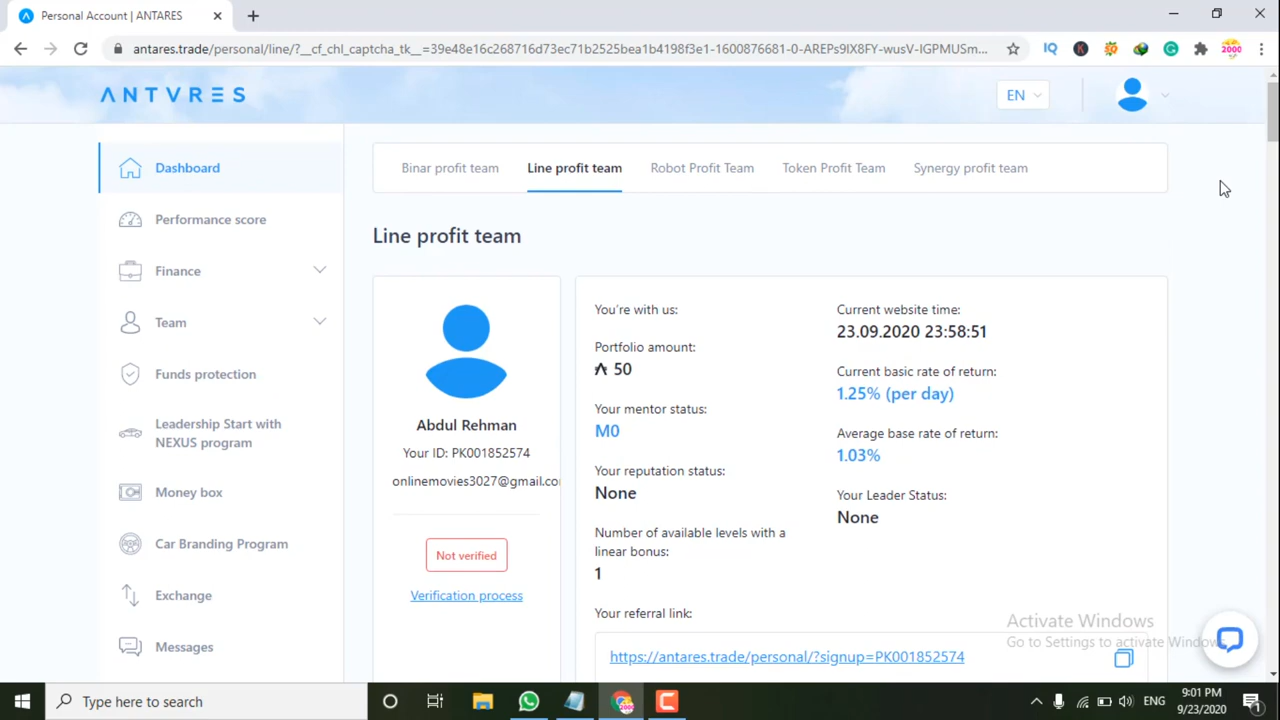 Personal Account | ANTARES
antares.trade/personal/line/?__cf_chl_captcha_tk__=39e48e16c268716d73ec71b2525bea1b4198f3e1-1600876681-0-AREPs9IX8FY-wusV-IGPMUSm...
IQ
K
2000
ANTVRES
EN
Dashboard
Performance score
Finance
Team
Funds protection
Leadership Start with
NEXUS program
Money box
Car Branding Program
Exchange
Messages
Binar profit team
Line profit team
Robot Profit Team
Token Profit Team
Synergy profit team
Line profit team
Abdul Rehman
Your ID: PK001852574
onlinemovies3027@gmail.co
Not verified
Verification process
You're with us:
Portfolio amount:
50
Your mentor status:
M0
Your reputation status:
None
Number of available levels with a
linear bonus:
1
Your referral link:
https://antares.trade/personal/?signup=PK001852574
Current website time:
23.09.2020 23:58:51
Current basic rate of return:
1.25% (per day)
Average base rate of return:
1.03%
Your Leader Status:
None
Activate Windows
Go to Settings to activate Windows
Type here to search
2000
C
ENG
9:01 PM
9/23/2020
1